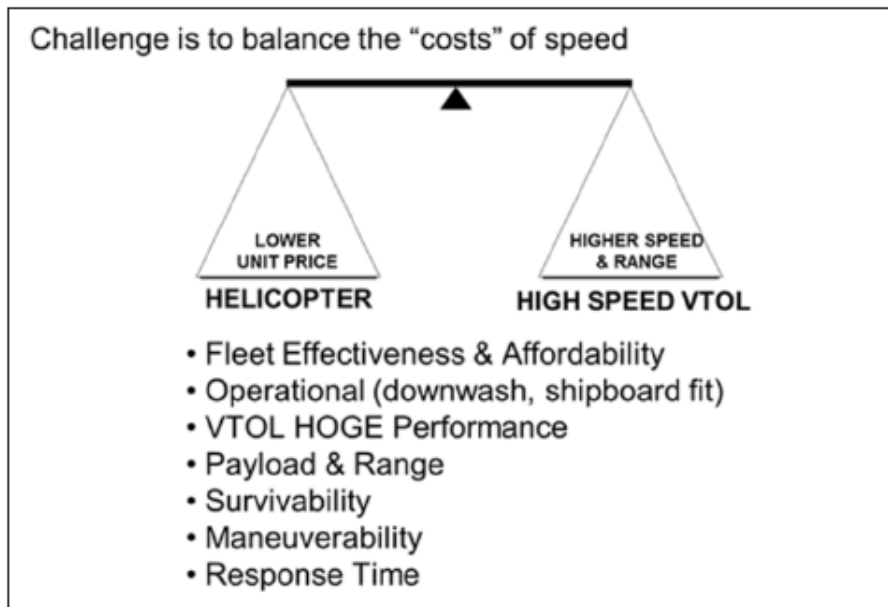 Challenge is to balance the “costs” of speed
LOWER
UNIT PRICE
HELICOPTER
HIGHER SPEED
& RANGE
HIGH SPEED VTOL
• Fleet Effectiveness & Affordability
• Operational (downwash, shipboard fit)
• VTOL HOGE Performance
• Payload & Range
• Survivability
• Maneuverability
• Response Time